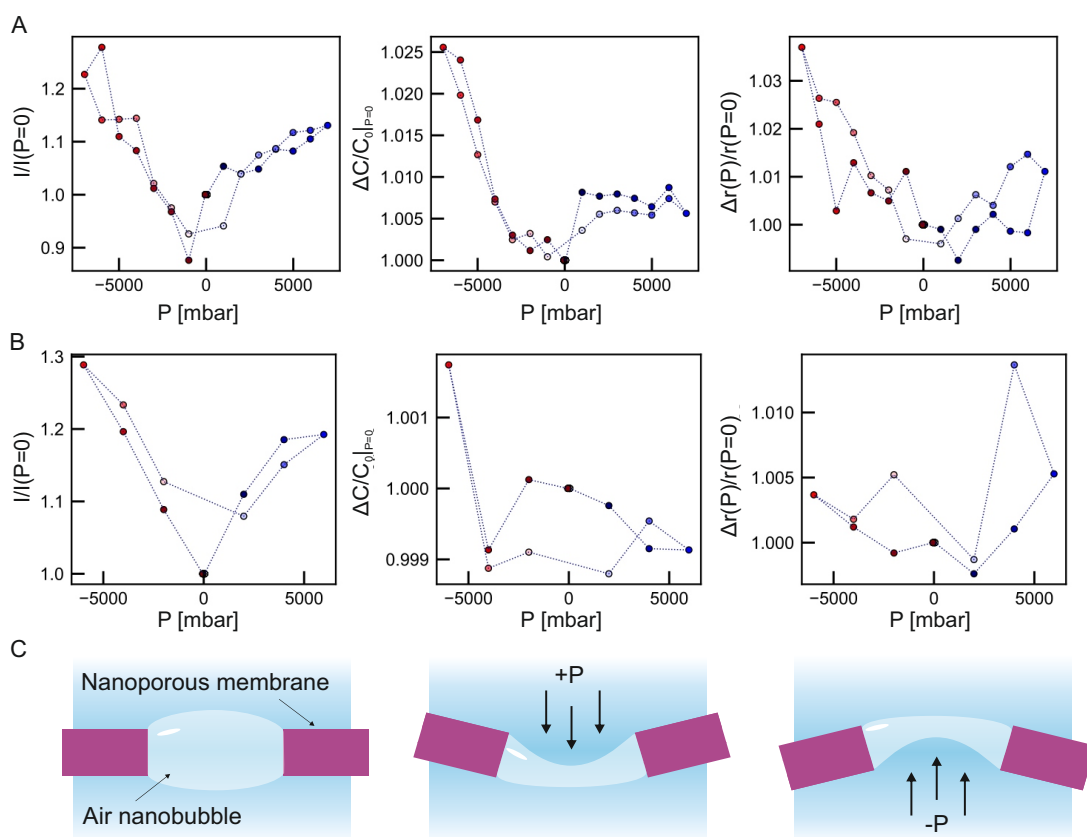 A
I/I(P=0)
1.2
1.1
1.0
0.9
−5000
0
5000
P [mbar]
ΔC/C₀|P=0
1.025
1.020
1.015
1.010
1.005
1.000
−5000
0
5000
P [mbar]
Δr(P)/r(P=0)
1.03
1.02
1.01
1.00
−5000
0
5000
P [mbar]
B
I/I(P=0)
1.3
1.2
1.1
1.0
−5000
0
5000
P [mbar]
ΔC/C₀|P=0
1.001
1.000
0.999
−5000
0
5000
P [mbar]
Δr(P)/r(P=0)
1.010
1.005
1.000
−5000
0
5000
P [mbar]
C
Nanoporous membrane
Air nanobubble
+P
-P